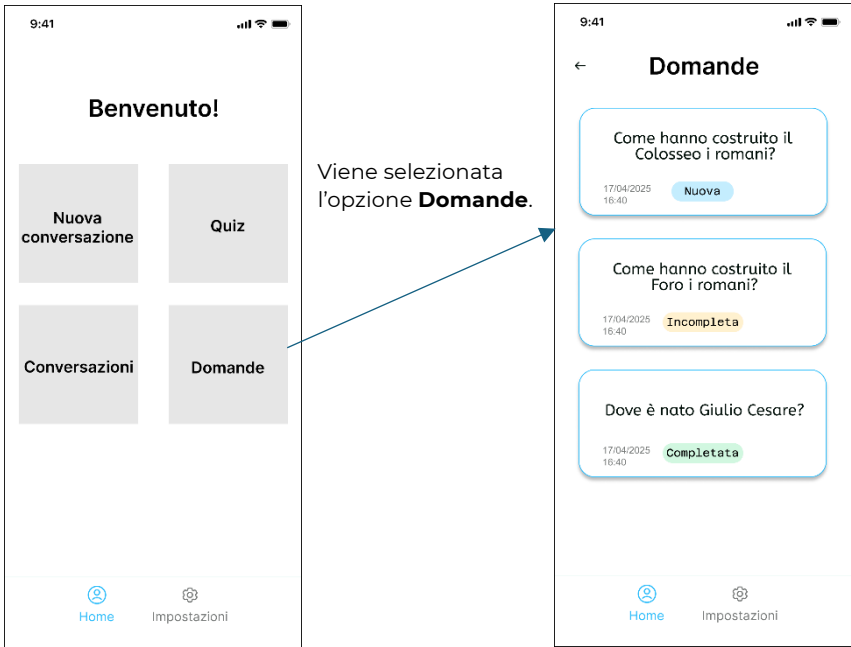 9:41
Benvenuto!
Nuova
conversazione
Quiz
Conversazioni
Domande
Home
Impostazioni
Viene selezionata
l'opzione Domande.
9:41
← Domande
Come hanno costruito il
Colosseo i romani?
17/04/2025
16:40
Nuova
Come hanno costruito il
Foro i romani?
17/04/2025
16:40
Incompleta
Dove è nato Giulio Cesare?
17/04/2025
16:40
Completata
Home
Impostazioni